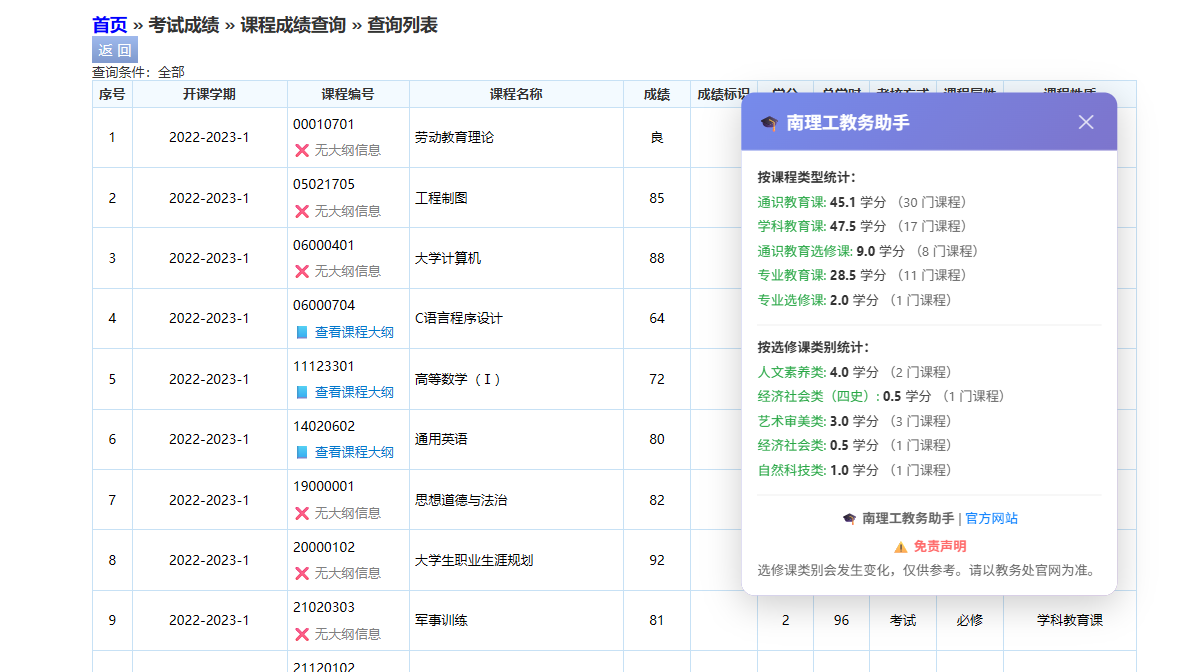 首页 » 考试成绩 » 课程成绩查询 » 查询列表
返 回
查询条件：全部
序号 开课学期 课程编号 课程名称 成绩 成绩标识 学分 总学时 考核方式 课程属性 课程性质
1 2022-2023-1 00010701 劳动教育理论 良
无大纲信息
2 2022-2023-1 05021705 工程制图 85
无大纲信息
3 2022-2023-1 06000401 大学计算机 88
无大纲信息
4 2022-2023-1 06000704 C语言程序设计 64
查看课程大纲
5 2022-2023-1 11123301 高等数学（Ⅰ） 72
查看课程大纲
6 2022-2023-1 14020602 通用英语 80
查看课程大纲
7 2022-2023-1 19000001 思想道德与法治 82
无大纲信息
8 2022-2023-1 20000102 大学生职业生涯规划 92
无大纲信息
9 2022-2023-1 21020303 军事训练 81 2 96 考试 必修 学科教育课
无大纲信息
21120102
南理工教务助手
按课程类型统计：
通识教育课: 45.1 学分 （30 门课程）
学科教育课: 47.5 学分 （17 门课程）
通识教育选修课: 9.0 学分 （8 门课程）
专业教育课: 28.5 学分 （11 门课程）
专业选修课: 2.0 学分 （1 门课程）
按选修课类别统计：
人文素养类: 4.0 学分 （2 门课程）
经济社会类（四史）: 0.5 学分 （1 门课程）
艺术审美类: 3.0 学分 （3 门课程）
经济社会类: 0.5 学分 （1 门课程）
自然科技类: 1.0 学分 （1 门课程）
南理工教务助手 | 官方网站
免责声明
选修课类别会发生变化，仅供参考。请以教务处官网为准。